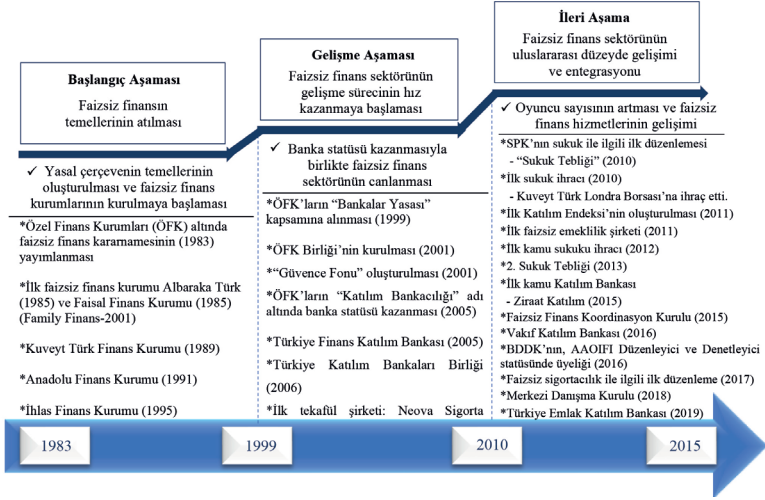 Başlangıç Aşaması
Faizsiz finansın
temellerinin atılması
✓ Yasal çerçevenin temellerinin
oluşturulması ve faizsiz finans
kurumlarının kurulmaya başlaması
*Özel Finans Kurumları (ÖFK) altında
faizsiz finans kararnamesinin (1983)
yayımlanması
*İlk faizsiz finans kurumu Albaraka Türk
(1985) ve Faisal Finans Kurumu (1985)
(Family Finans-2001)
*Kuveyt Türk Finans Kurumu (1989)
*Anadolu Finans Kurumu (1991)
*İhlas Finans Kurumu (1995)
Gelişme Aşaması
Faizsiz finans sektörünün
gelişme sürecinin hız
kazanmaya başlaması
✓ Banka statüsü kazanmasıyla
birlikte faizsiz finans
sektörünün canlanması
*ÖFK'ların “Bankalar Yasası”
kapsamına alınması (1999)
*ÖFK Birliği'nin kurulması (2001)
*“Güvence Fonu” oluşturulması (2001)
*ÖFK'ların “Katılım Bankacılığı” adı
altında banka statüsü kazanması (2005)
*Türkiye Finans Katılım Bankası (2005)
*Türkiye Katılım Bankaları Birliği
(2006)
*İlk tekafül şirketi: Neova Sigorta
İleri Aşama
Faizsiz finans sektörünün
uluslararası düzeyde gelişimi
ve entegrasyonu
✓ Oyuncu sayısının artması ve faizsiz
finans hizmetlerinin gelişimi
*SPK'nın sukuk ile ilgili ilk düzenlemesi
- “Sukuk Tebliği” (2010)
*İlk sukuk ihracı (2010)
- Kuveyt Türk Londra Borsası'na ihraç etti.
*İlk Katılım Endeksi'nin oluşturulması (2011)
*İlk faizsiz emeklilik şirketi (2011)
*İlk kamu sukuku ihracı (2012)
*2. Sukuk Tebliği (2013)
*İlk kamu Katılım Bankası
- Ziraat Katılım (2015)
*Faizsiz Finans Koordinasyon Kurulu (2015)
*Vakıf Katılım Bankası (2016)
*BDDK'nın, AAOIFI Düzenleyici ve Denetleyici
statüsünde üyeliği (2016)
*Faizsiz sigortacılık ile ilgili ilk düzenleme (2017)
*Merkezi Danışma Kurulu (2018)
*Türkiye Emlak Katılım Bankası (2019)
1983
1999
2010
2015